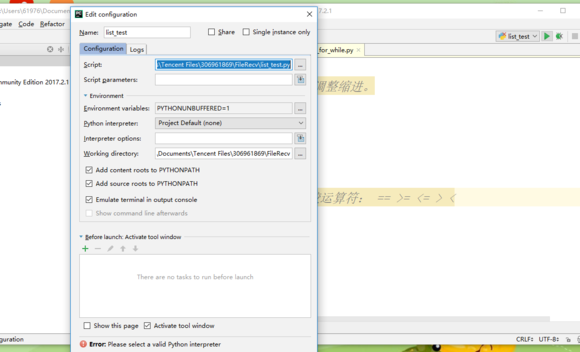 Edit configuration
2017.2.1
\Users\61976\Docume
gate Code Refactor
Name: list_test
Share Single instance only
list_test
_for_while.py
Configuration Logs
Script: \Tencent Files\306961869\FileRecv\list_test.py
调整缩进。
Script parameters:
mmunity Edition 2017.2.1
Environment
Environment variables: PYTHONUNBUFFERED=1
Python interpreter: Project Default (none)
Interpreter options:
Working directory: Documents\Tencent Files\306961869\FileRecv
Add content roots to PYTHONPATH
Add source roots to PYTHONPATH
Emulate terminal in output console
运算符: == >= <= > <
Show command line afterwards
Before launch: Activate tool window
There are no tasks to run before launch
Show this page Activate tool window
guration
CRLF: UTF-8:
Error: Please select a valid Python interpreter